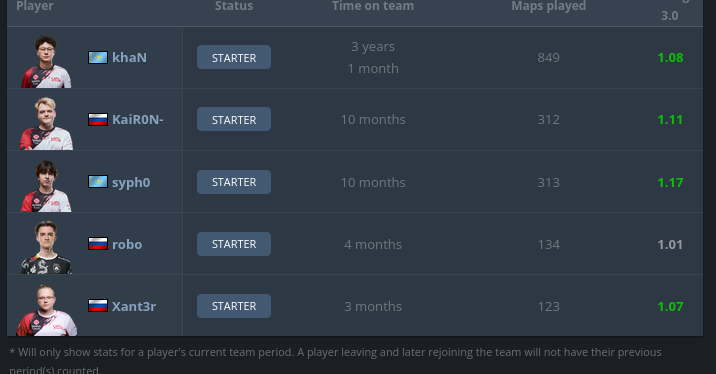 Player Status Time on team Maps played
3.0
khaN STARTER 3 years 1 month 849 1.08
KaiR0N- STARTER 10 months 312 1.11
syph0 STARTER 10 months 313 1.17
robo STARTER 4 months 134 1.01
Xant3r STARTER 3 months 123 1.07
* Will only show stats for a player's current team period. A player leaving and later rejoining the team will not have their previous
period(s) counted.